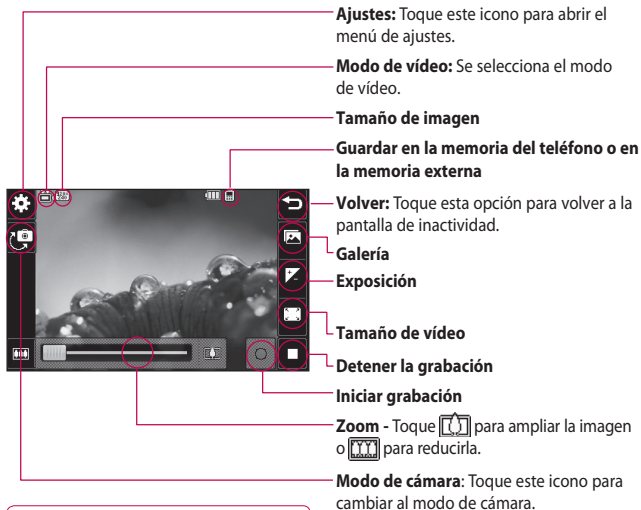 Ajustes: Toque este icono para abrir el
menú de ajustes.
Modo de vídeo: Se selecciona el modo
de vídeo.
Tamaño de imagen
Guardar en la memoria del teléfono o en
la memoria externa
Volver: Toque esta opción para volver a la
pantalla de inactividad.
Galería
Exposición
Tamaño de vídeo
Detener la grabación
Iniciar grabación
Zoom - Toque para ampliar la imagen
o para reducirla.
Modo de cámara: Toque este icono para
cambiar al modo de cámara.